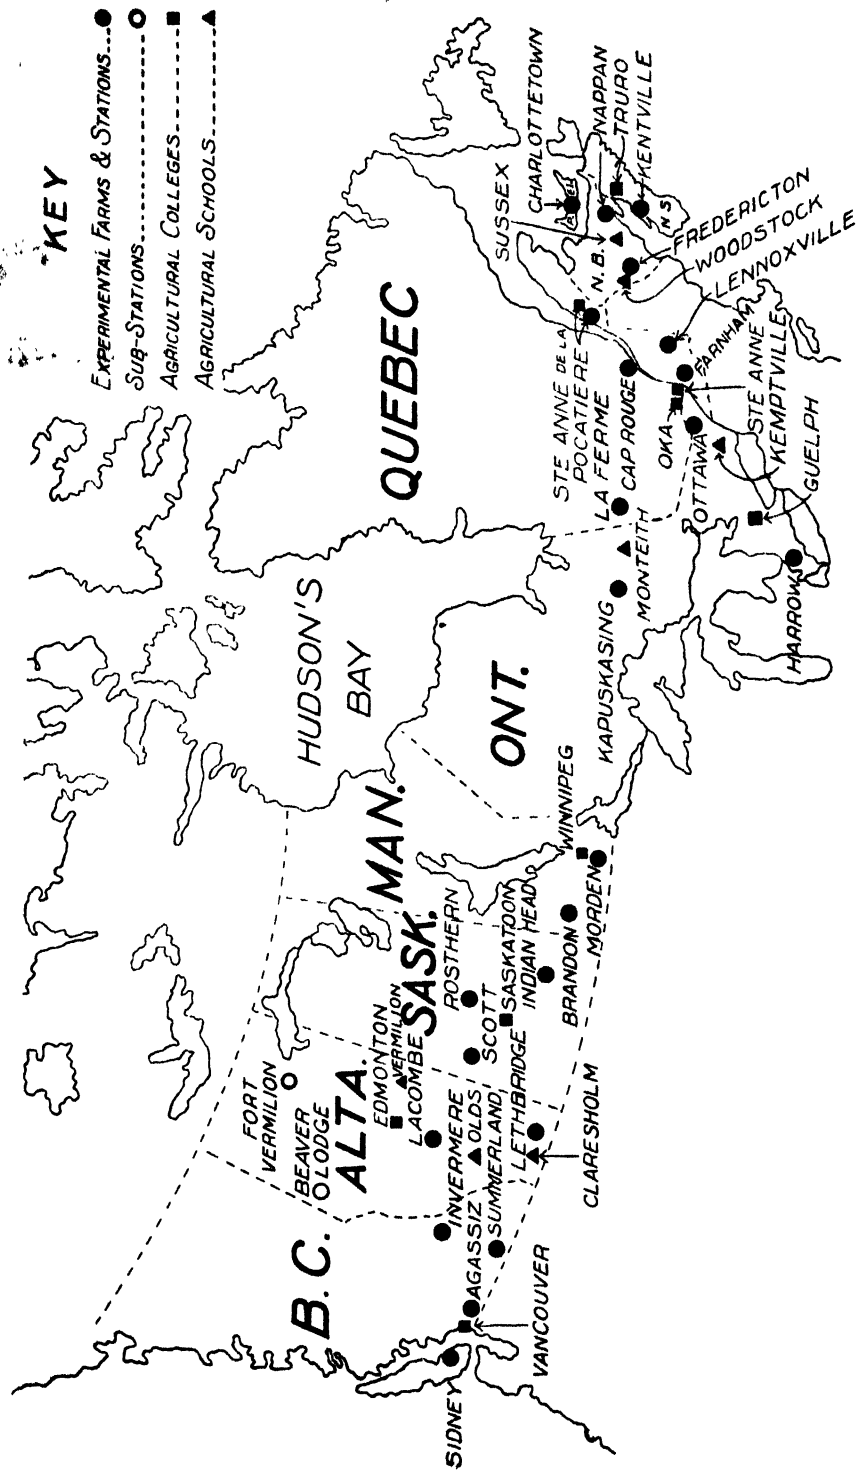 KEY
EXPERIMENTAL FARMS & STATIONS...
SUB-STATIONS...............
AGRICULTURAL COLLEGES........
AGRICULTURAL SCHOOLS.........
HUDSON'S
BAY
QUEBEC
ONT.
MAN.
SASK.
ALTA.
B.C.
FORT
VERMILION
BEAVER
LODGE
EDMONTON
VERMILION
LACOMBE
INVERMERE
OLDS
AGASSIZ
SUMMERLAND
LETHBRIDGE
CLARESHOLM
VANCOUVER
SIDNEY
ROSTHERN
SCOTT
SASKATOON
INDIAN HEAD
BRANDON
MORDEN
WINNIPEG
KAPUSKASING
MONTEITH
LA FERME
CAP ROUGE
STE ANNE DE LA
POCATIERE
OKA
OTTAWA
HARROW
GUELPH
KEMPTVILLE
STE ANNE
FARNHAM
LENNOXVILLE
WOODSTOCK
FREDERICTON
N.B.
SUSSEX
CHARLOTTETOWN
NAPPAN
TRURO
KENTVILLE
N S